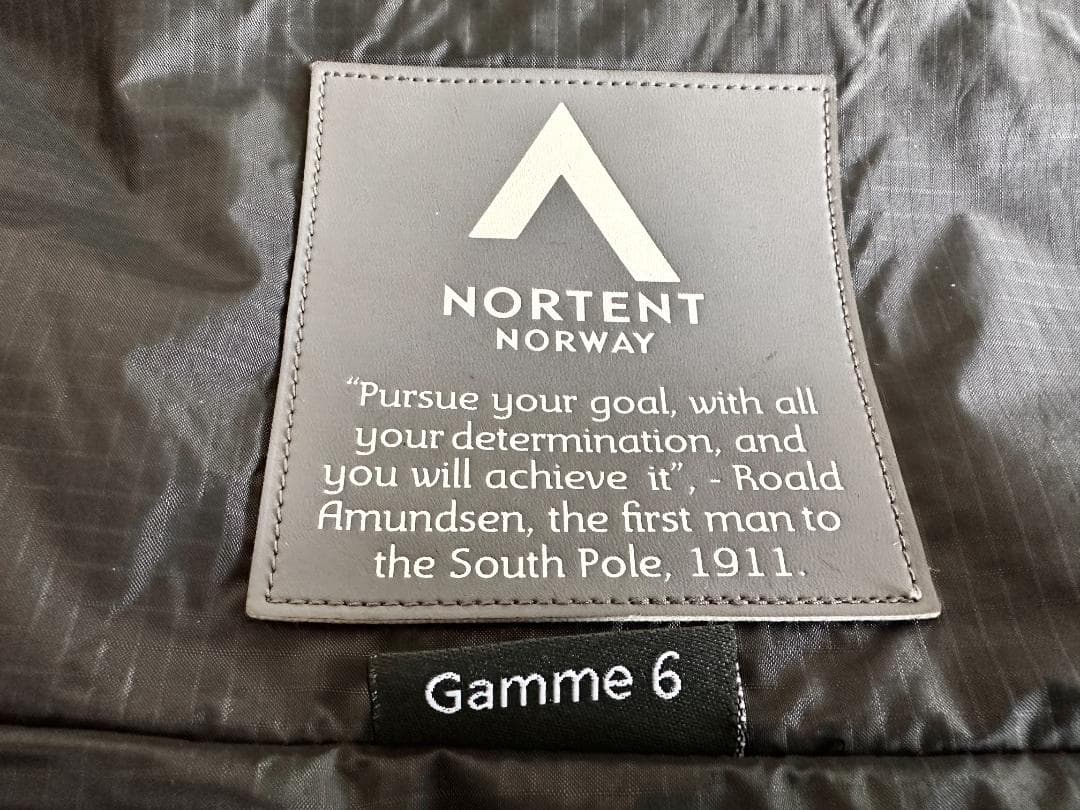 NORTENT
NORWAY
“Pursue your goal, with all
your determination, and
you will achieve it”, - Roald
Amundsen, the first man to
the South Pole, 1911.
Gamme 6